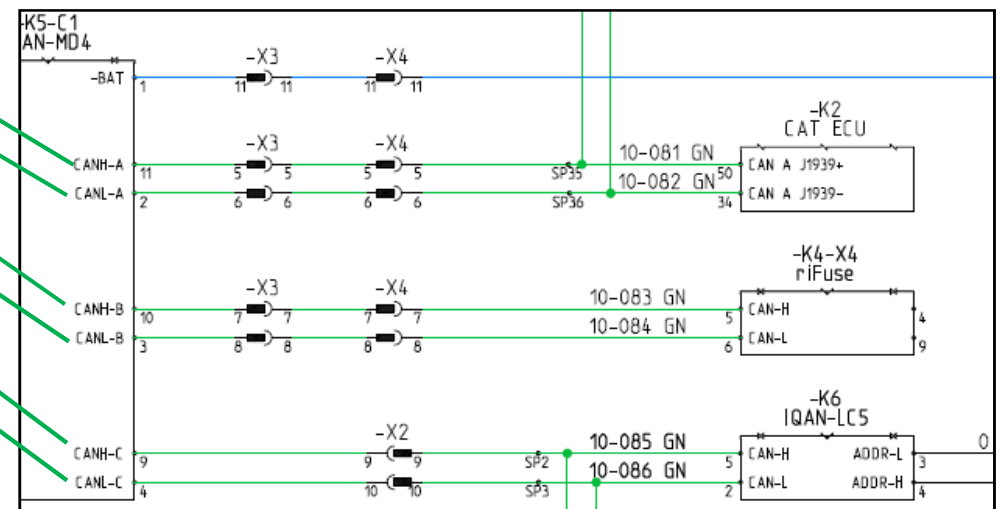 -K5-C1
AN-MD4
-BAT 1 -X3 11 11 -X4 11 11
-K2
CAT ECU
CANH-A 11 -X3 5 5 -X4 5 5 SP35 10-081 GN 50 CAN A J1939+
CANL-A 2 6 6 6 6 SP36 10-082 GN 34 CAN A J1939-
-K4-X4
riFuse
CANH-B 10 -X3 7 7 -X4 7 7 10-083 GN 5 CAN-H 4
CANL-B 3 8 8 8 8 10-084 GN 6 CAN-L 9
-K6
IQAN-LC5
CANH-C 9 -X2 9 9 SP2 10-085 GN 5 CAN-H ADDR-L 3 0
CANL-C 4 10 10 SP3 10-086 GN 2 CAN-L ADDR-H 4